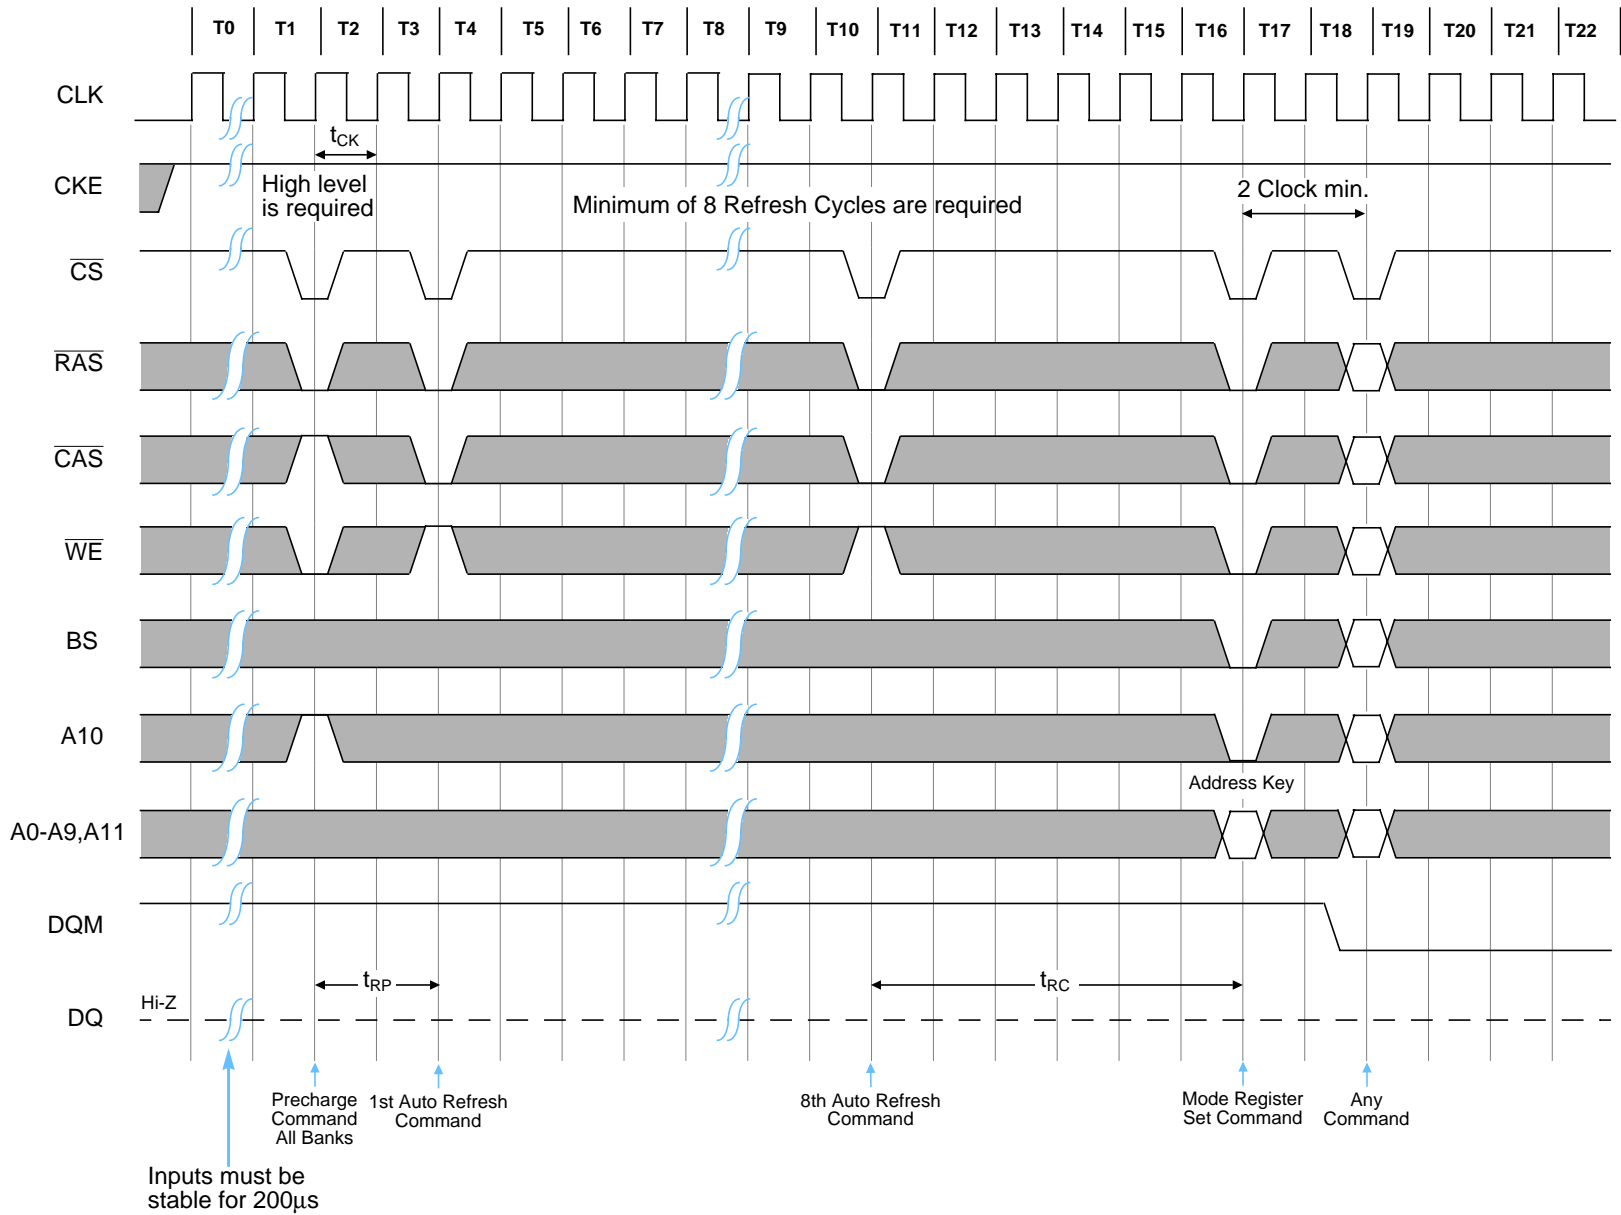 T0 T1 T2 T3 T4 T5 T6 T7 T8 T9 T10 T11 T12 T13 T14 T15 T16 T17 T18 T19 T20 T21 T22
CLK
tCK
CKE
High level
is required
Minimum of 8 Refresh Cycles are required
2 Clock min.
CS
RAS
CAS
WE
BS
A10
Address Key
A0-A9,A11
DQM
tRP
tRC
Hi-Z
DQ
Precharge
Command
All Banks
1st Auto Refresh
Command
8th Auto Refresh
Command
Mode Register
Set Command
Any
Command
Inputs must be
stable for 200μs